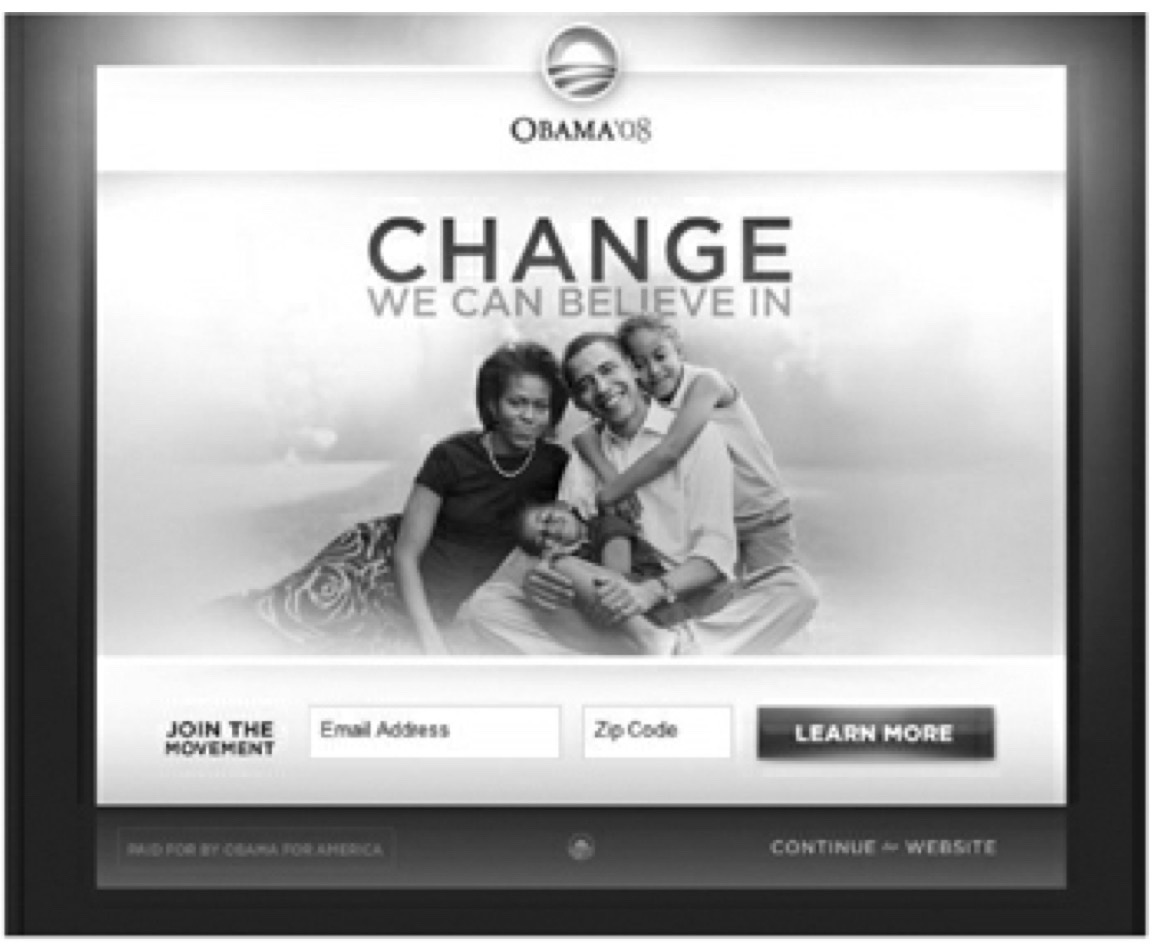 OBAMA'08
CHANGE
WE CAN BELIEVE IN
JOIN THE
MOVEMENT
Email Address
Zip Code
LEARN MORE
PAID FOR BY OBAMA FOR AMERICA
CONTINUE to WEBSITE